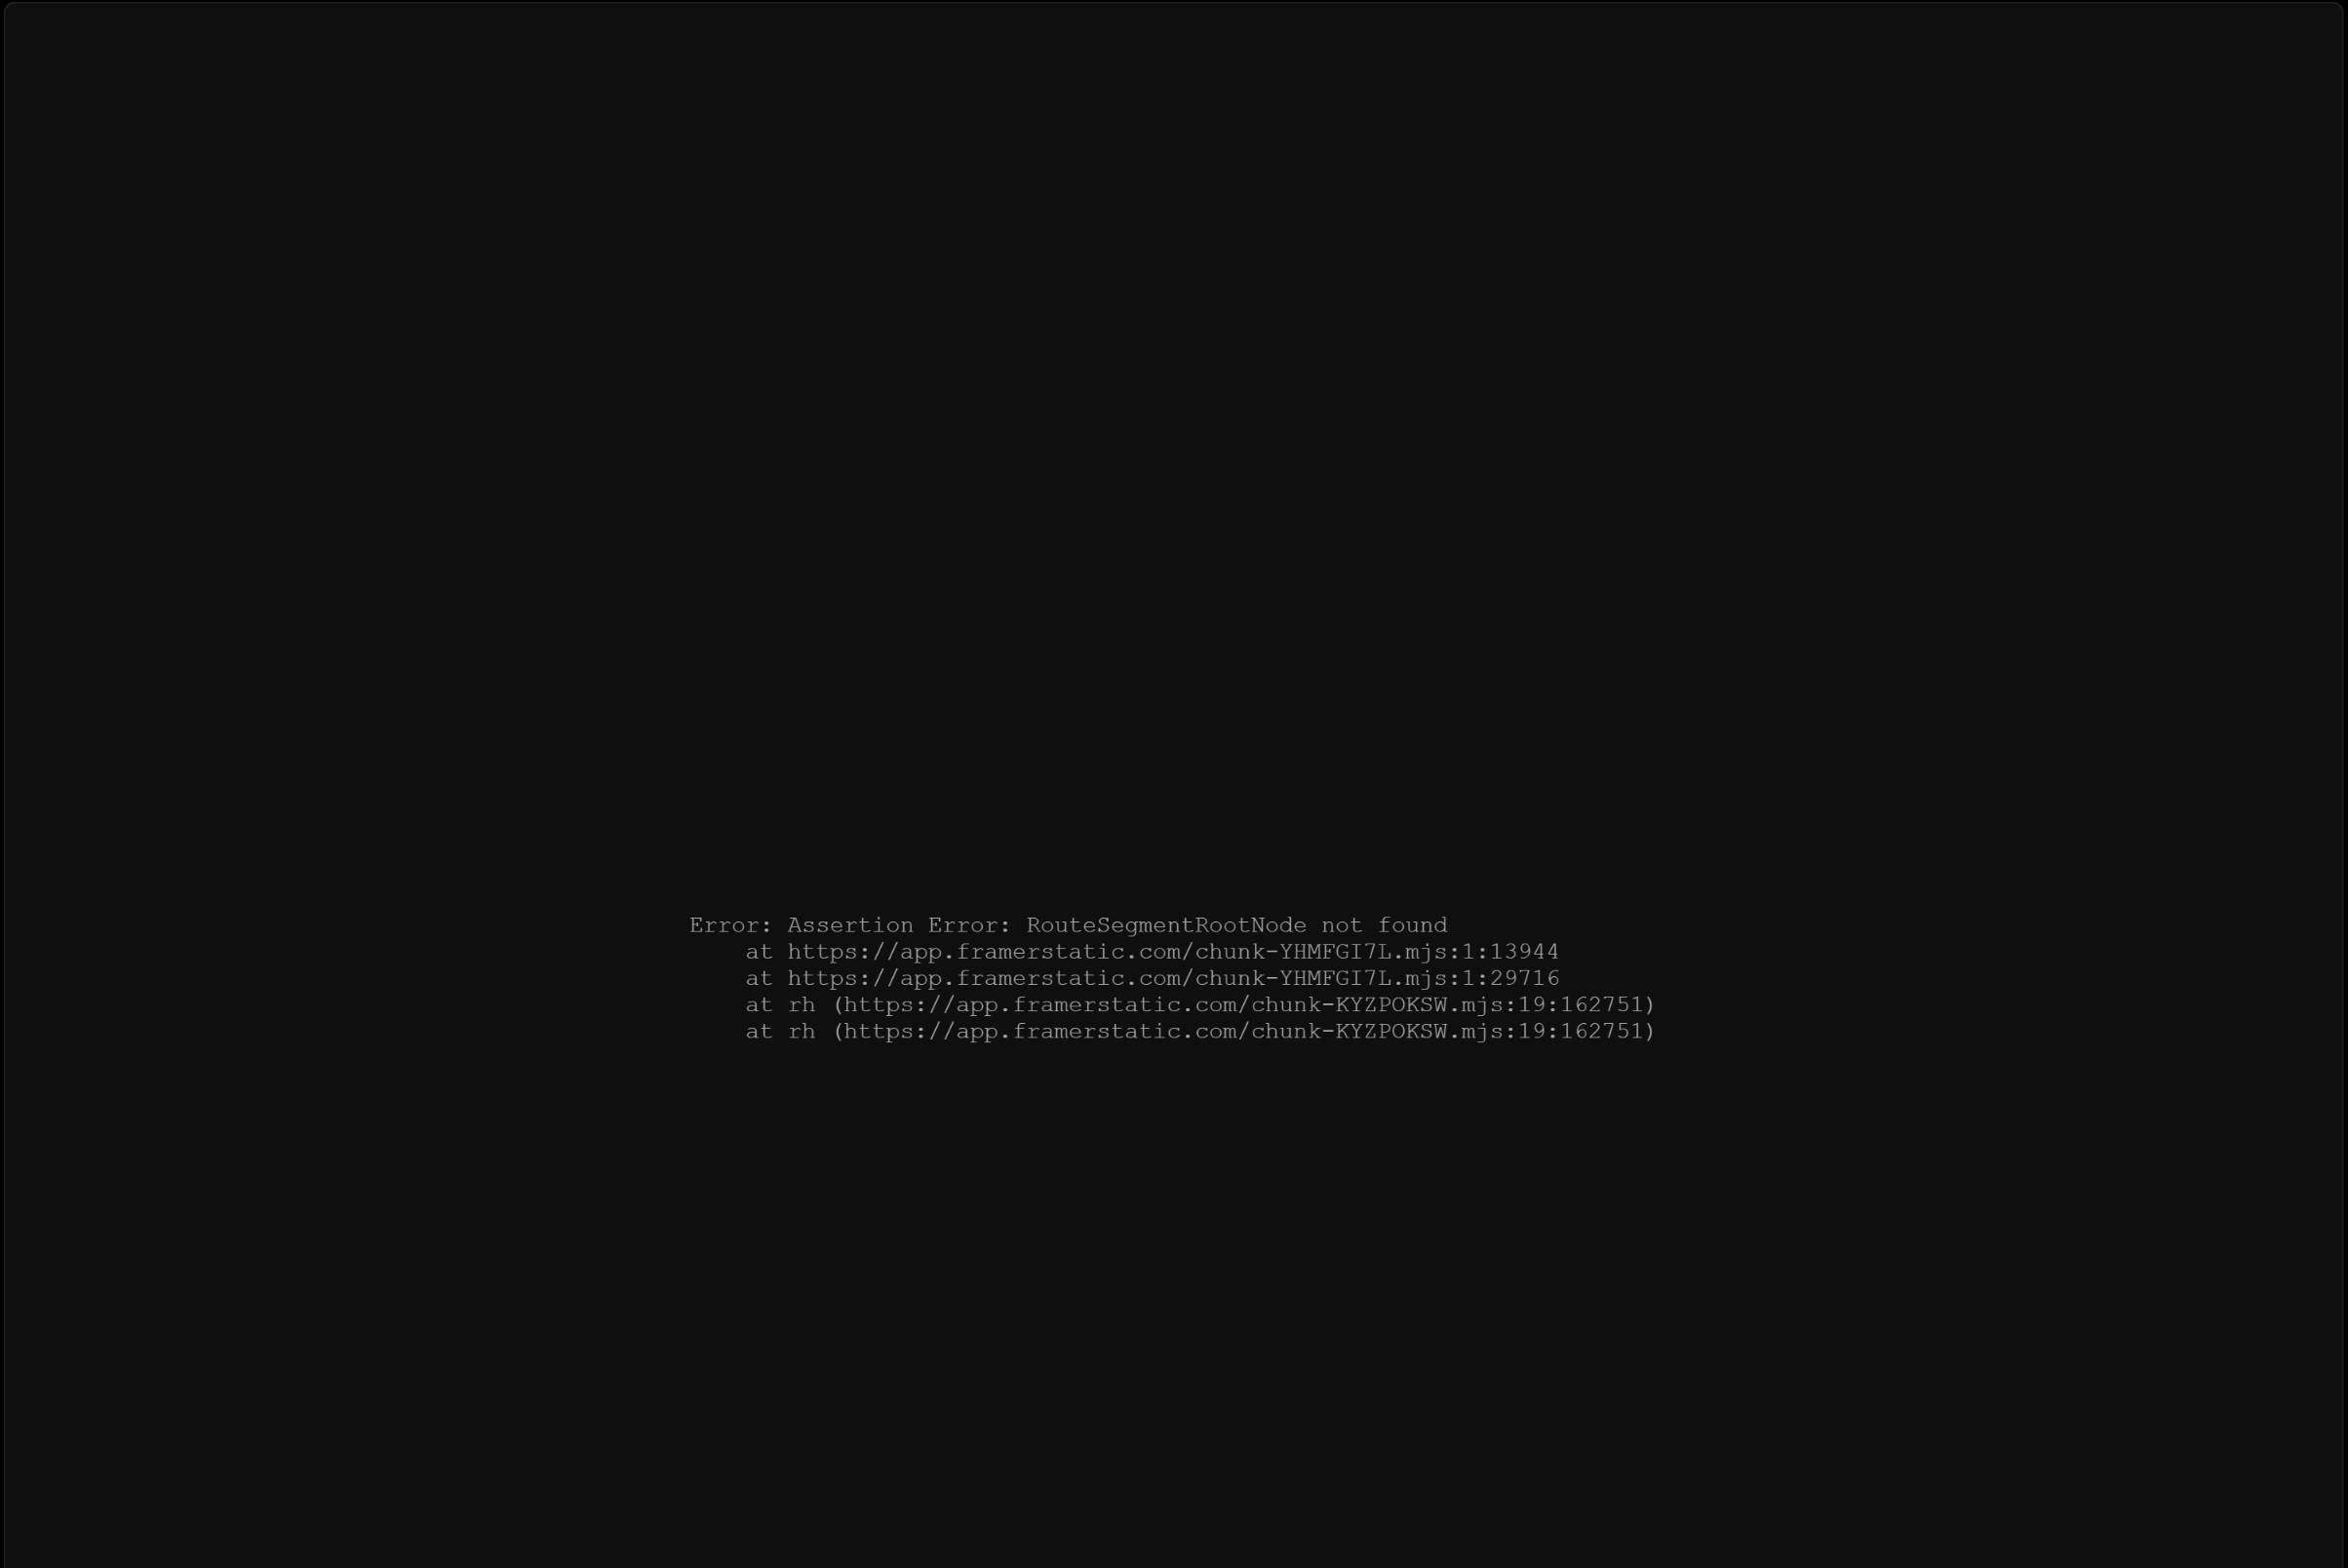 Error: Assertion Error: RouteSegmentRootNode not found
    at https://app.framerstatic.com/chunk-YHMFGI7L.mjs:1:13944
    at https://app.framerstatic.com/chunk-YHMFGI7L.mjs:1:29716
    at rh (https://app.framerstatic.com/chunk-KYZPOKSW.mjs:19:162751)
    at rh (https://app.framerstatic.com/chunk-KYZPOKSW.mjs:19:162751)